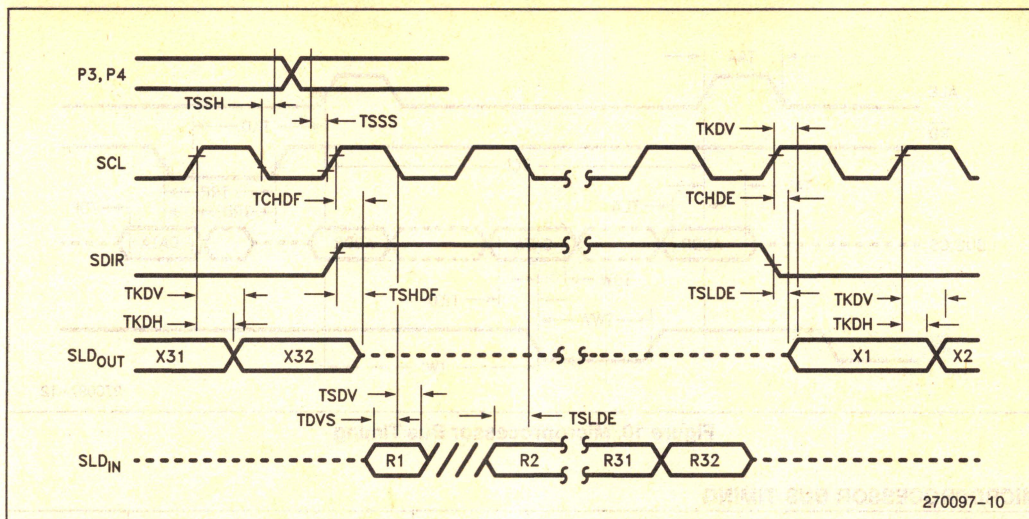 P3, P4
TSSH
TSSS
TKDV
SCL
TCHDF
TCHDE
SDIR
TKDV
TSHDF
TSLDE
TKDV
TKDH
TKDH
SLDOUT
X31
X32
X1
X2
TSDV
TDVS
TSLDE
SLDIN
R1
R2
R31
R32
270097-10